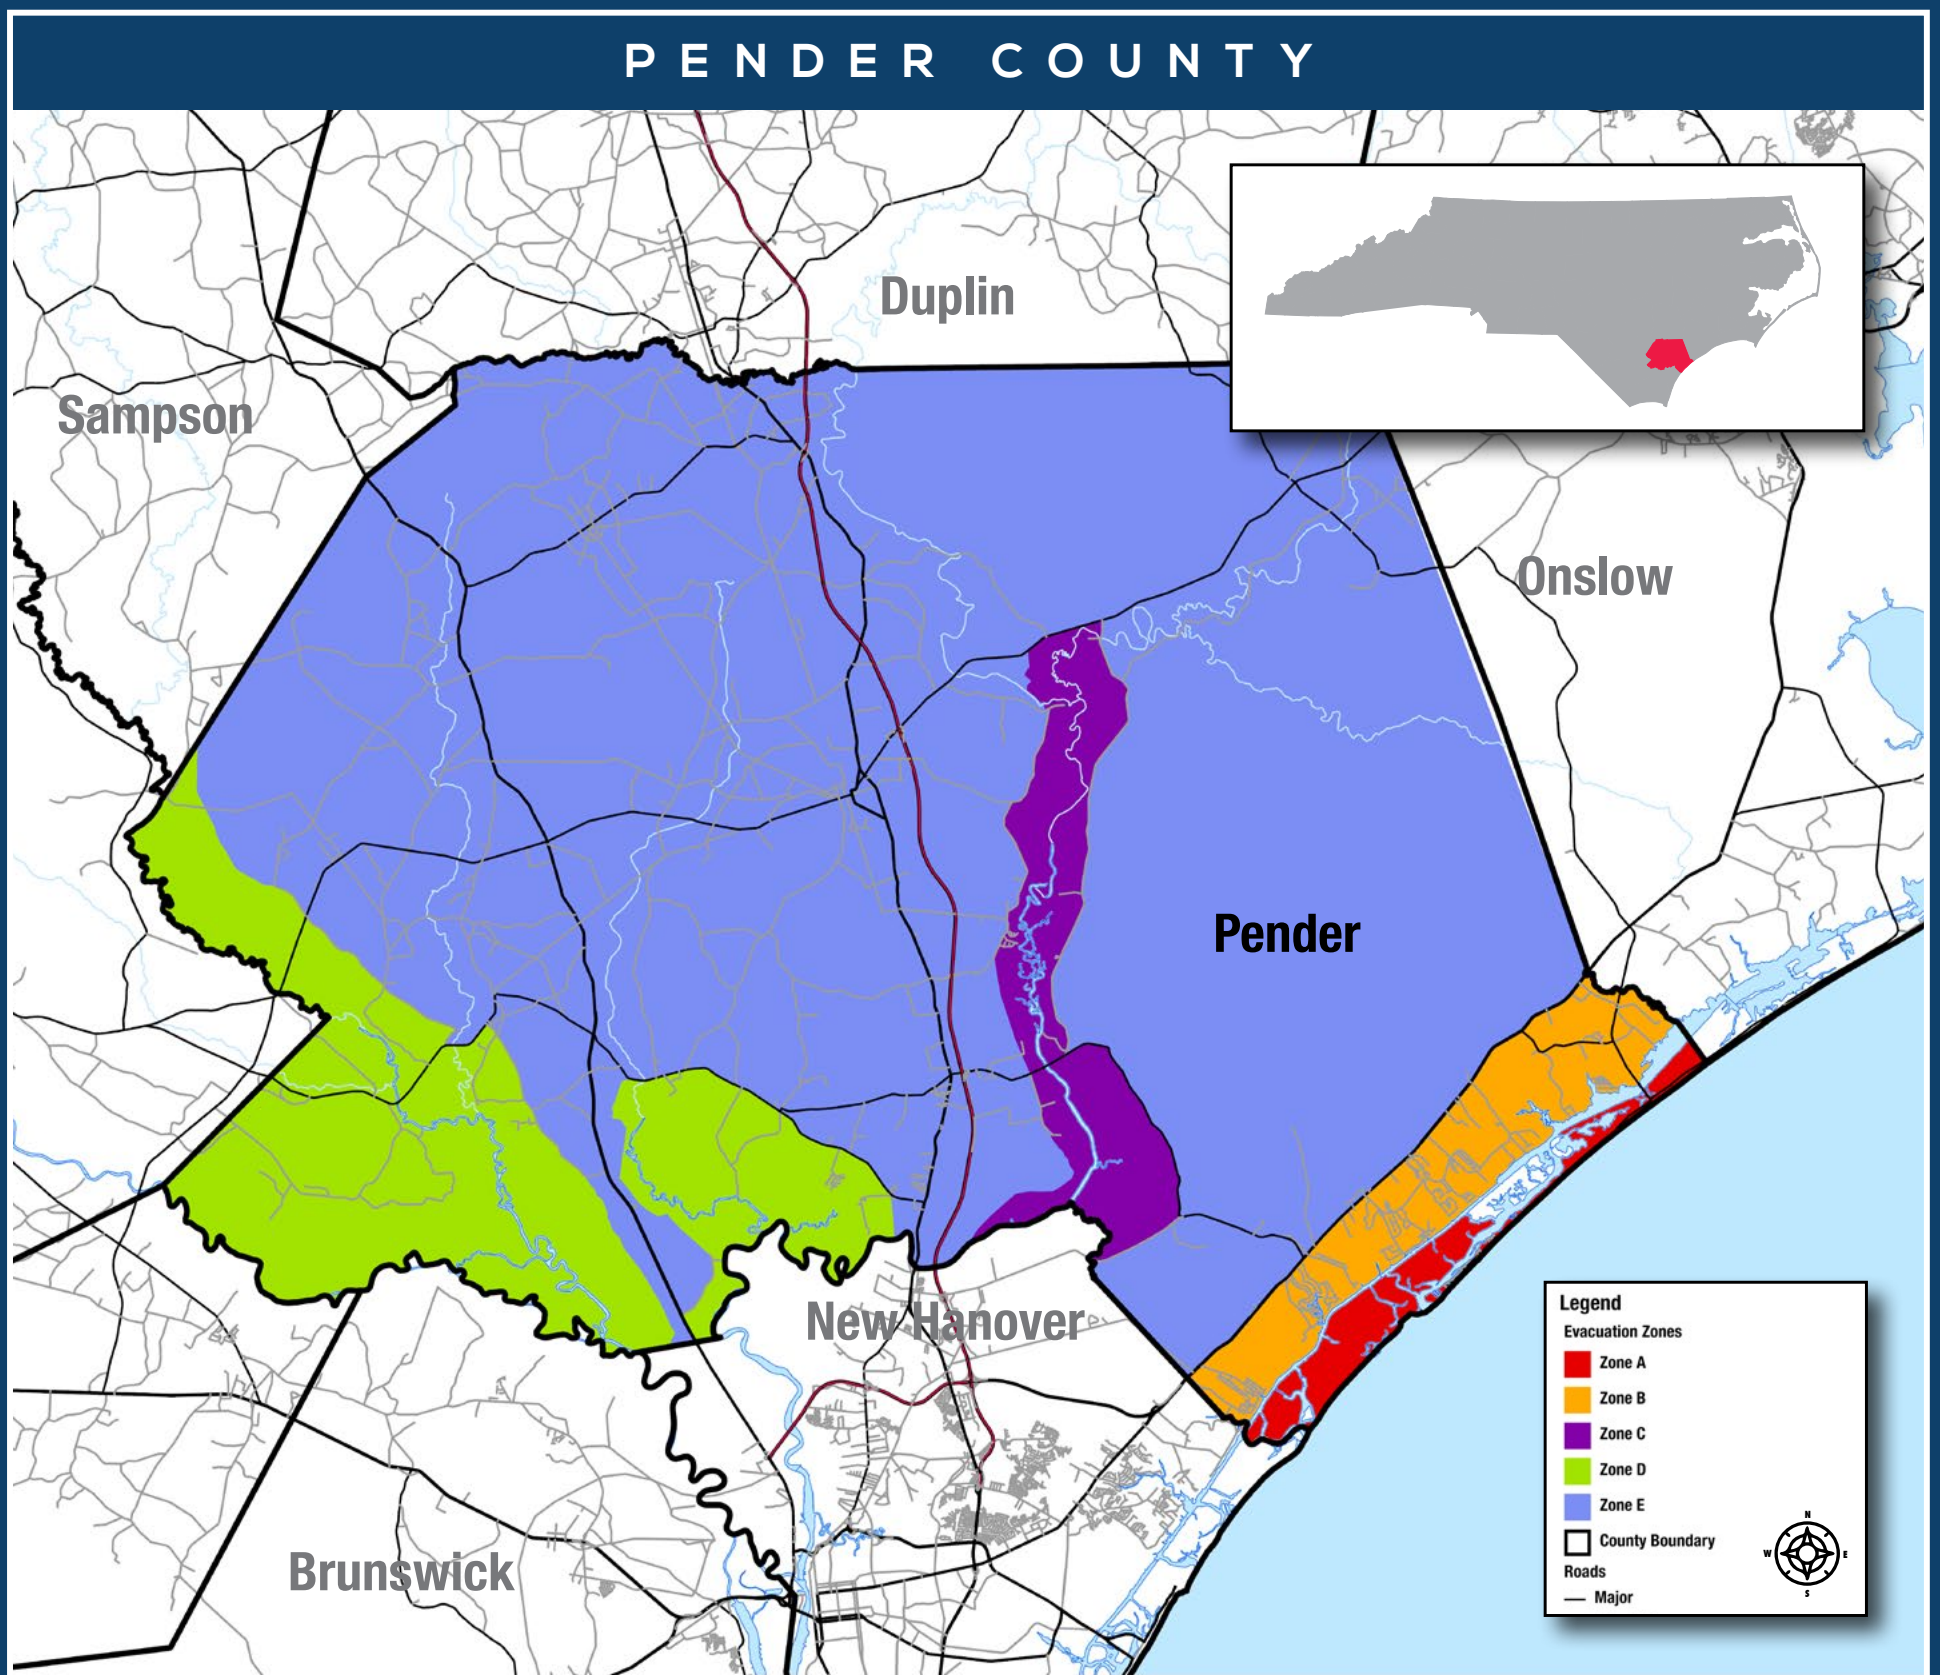 PENDER COUNTY
Duplin
Sampson
Onslow
Pender
New Hanover
Brunswick
Legend
Evacuation Zones
Zone A
Zone B
Zone C
Zone D
Zone E
County Boundary
Roads
Major
N
W E
S